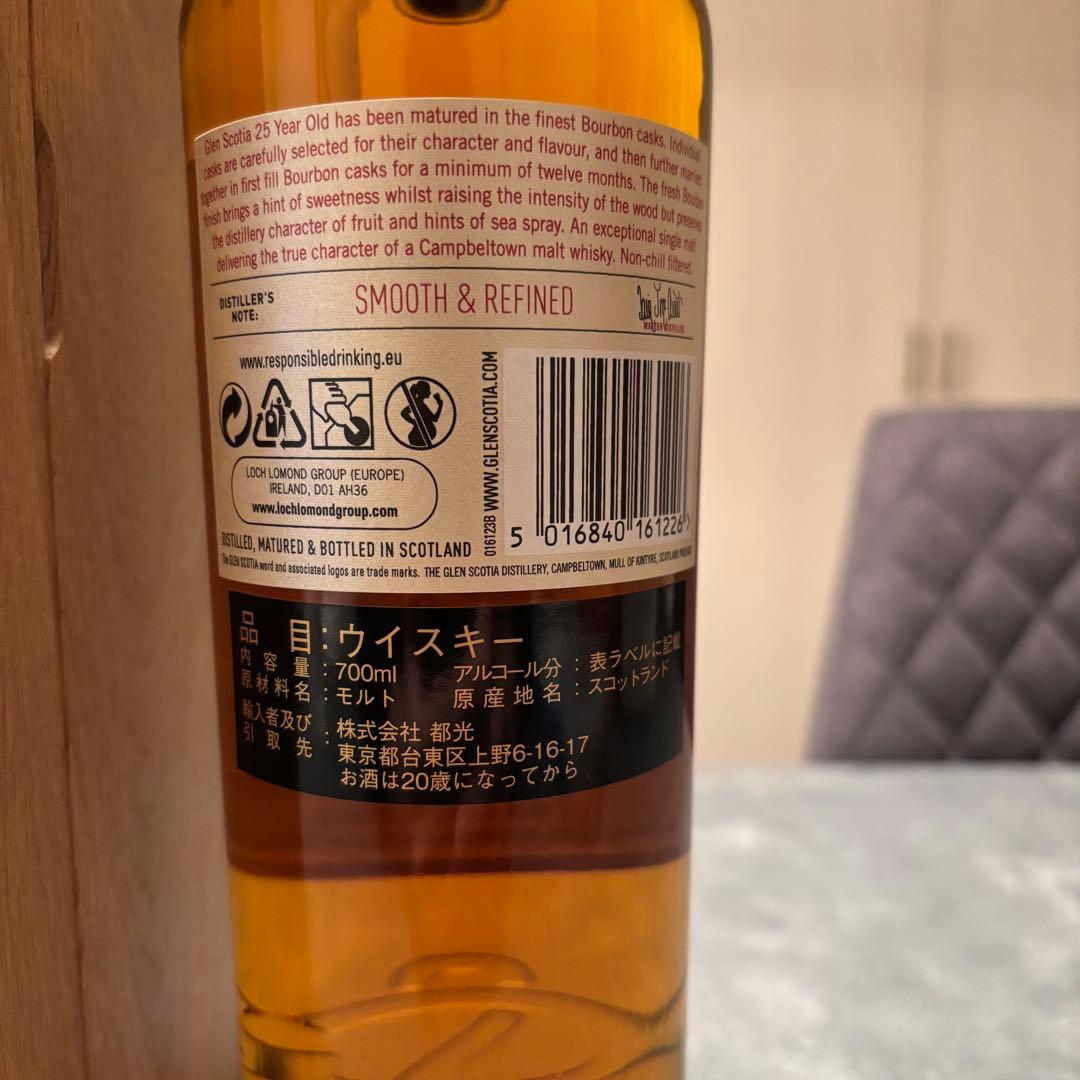 Glen Scotia 25 Year Old has been matured in the finest Bourbon casks. Individual
casks are carefully selected for their character and flavour, and then further married
together in first fill Bourbon casks for a minimum of twelve months. The fresh Bourbon
finish brings a hint of sweetness whilst raising the intensity of the wood but preserves
the distillery character of fruit and hints of sea spray. An exceptional single malt
delivering the true character of a Campbeltown malt whisky. Non-chill filtered.
DISTILLER'S
NOTE:
SMOOTH & REFINED
MASTER DISTILLER.
www.responsibledrinking.eu
LOCH LOMOND GROUP (EUROPE)
IRELAND, D01 AH36
www.lochlomondgroup.com
DISTILLED, MATURED & BOTTLED IN SCOTLAND
016123B WWW.GLENSCOTIA.COM
5 016840 161226 >
The GLEN SCOTIA word and associated logos are trade marks. THE GLEN SCOTIA DISTILLERY, CAMPBELTOWN, MULL OF KINTYRE, SCOTLAND
品目:ウイスキー
内容量:700ml アルコール分:表ラベルに記載
原材料名:モルト 原産地名:スコットランド
輸入者及び
引取先:株式会社 都光
東京都台東区上野6-16-17
お酒は20歳になってから